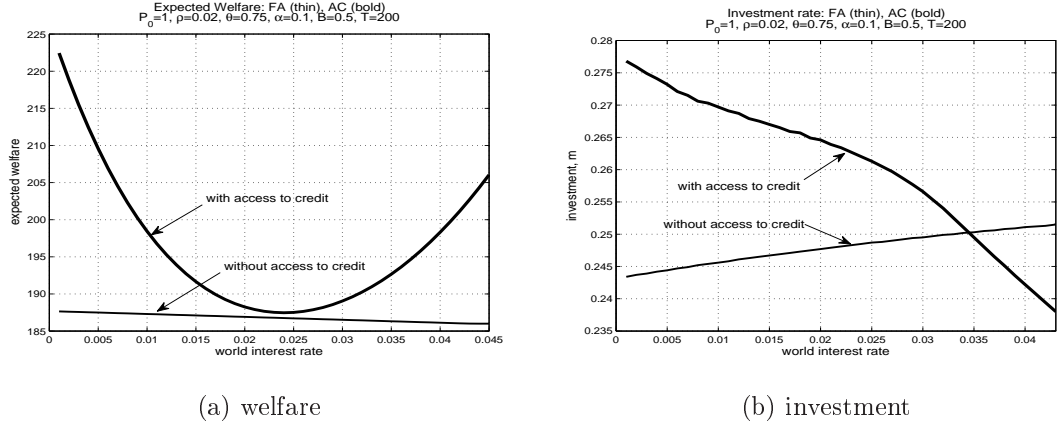 Expected Welfare: FA (thin), AC (bold)
P0=1, ρ=0.02, θ=0.75, α=0.1, B=0.5, T=200
225
220
215
210
205
200
195
190
185
expected welfare
with access to credit
without access to credit
0 0.005 0.01 0.015 0.02 0.025 0.03 0.035 0.04 0.045
world interest rate
(a) welfare
Investment rate: FA (thin), AC (bold)
P0=1, ρ=0.02, θ=0.75, α=0.1, B=0.5, T=200
0.28
0.275
0.27
0.265
0.26
0.255
0.25
0.245
0.24
0.235
investment, m
with access to credit
without access to credit
0 0.005 0.01 0.015 0.02 0.025 0.03 0.035 0.04
world interest rate
(b) investment